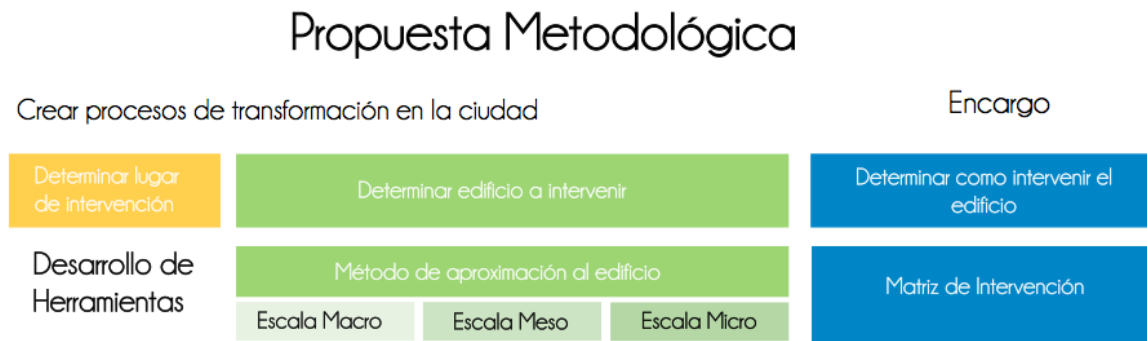 Propuesta Metodológica
Crear procesos de transformación en la ciudad
Encargo
Determinar lugar
de intervención
Determinar edificio a intervenir
Determinar como intervenir el
edificio
Desarrollo de
Herramientas
Método de aproximación al edificio
Matriz de Intervención
Escala Macro
Escala Meso
Escala Micro